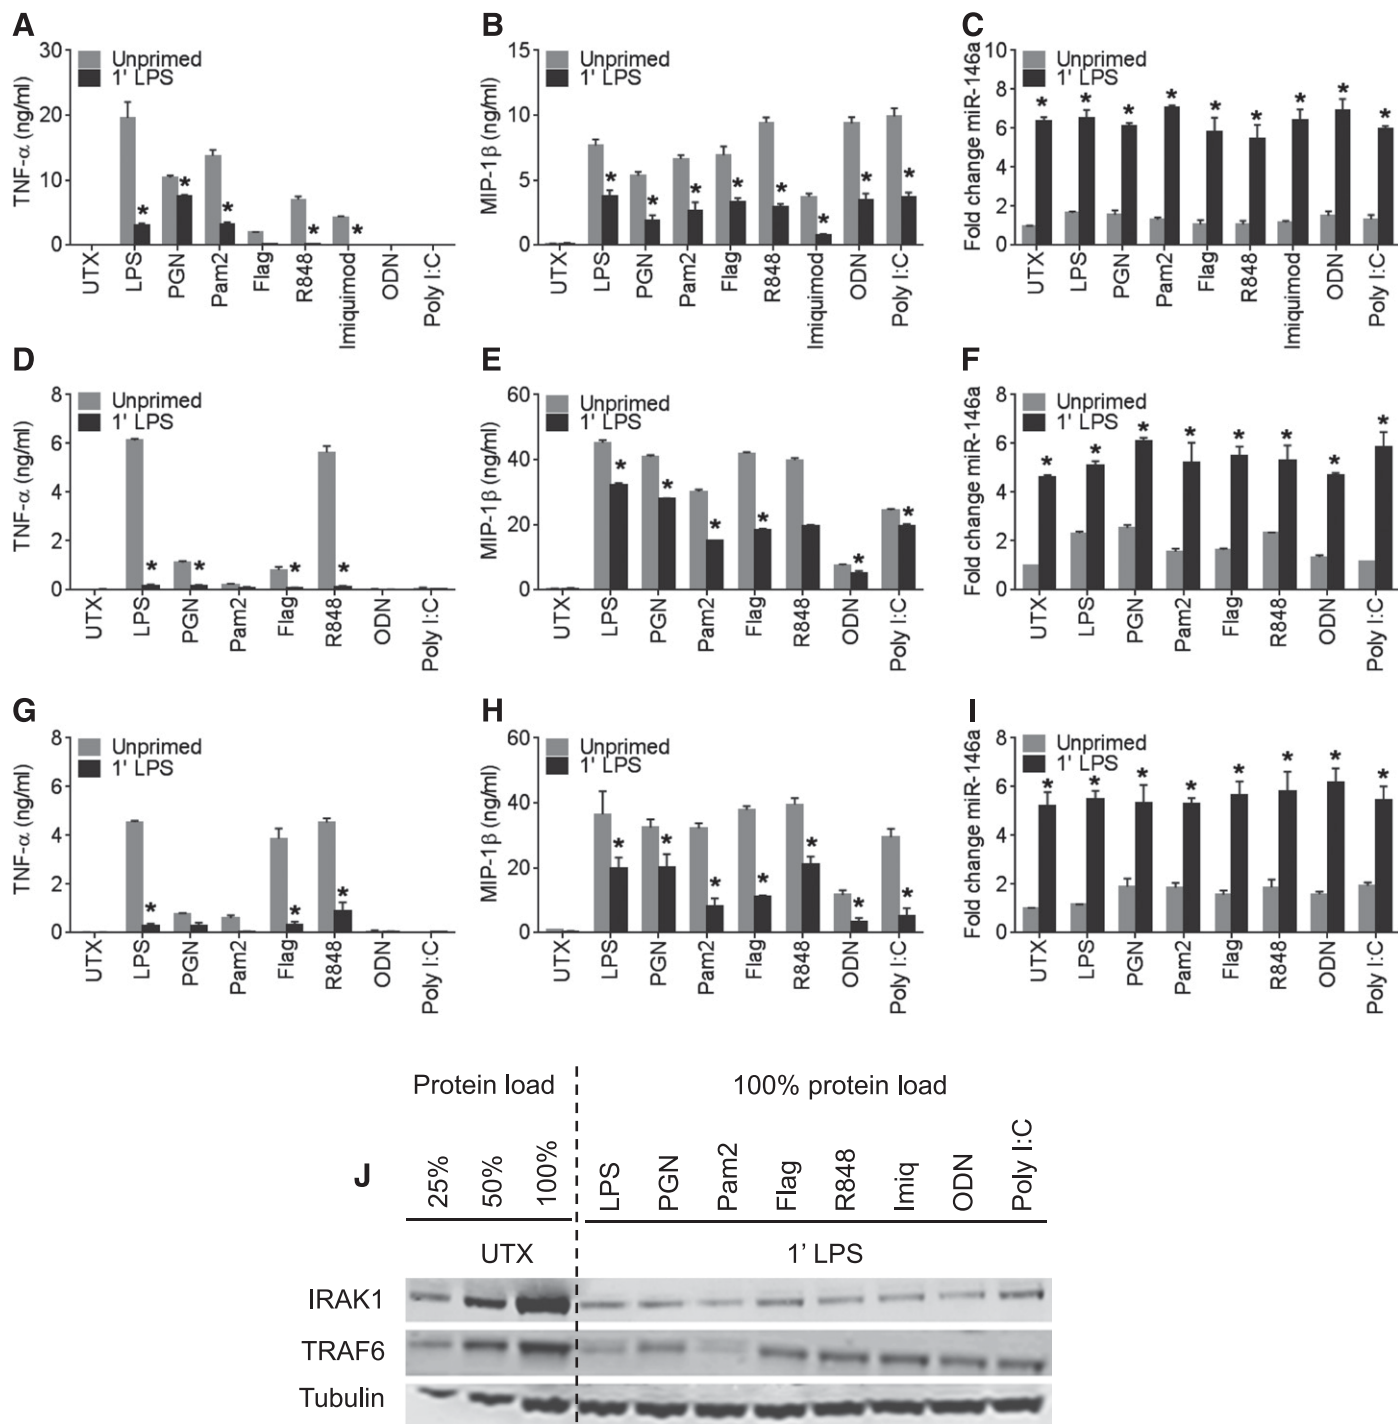 A
TNF-α (ng/ml)
30
20
10
0
Unprimed
1' LPS
UTX
LPS
PGN
Pam2
Flag
R848
Imiquimod
ODN
Poly I:C
B
MIP-1β (ng/ml)
15
10
5
0
Unprimed
1' LPS
UTX
LPS
PGN
Pam2
Flag
R848
Imiquimod
ODN
Poly I:C
C
Fold change miR-146a
10
8
6
4
2
0
Unprimed
1' LPS
UTX
LPS
PGN
Pam2
Flag
R848
Imiquimod
ODN
Poly I:C
D
TNF-α (ng/ml)
8
6
4
2
0
Unprimed
1' LPS
UTX
LPS
PGN
Pam2
Flag
R848
ODN
Poly I:C
E
MIP-1β (ng/ml)
60
40
20
0
Unprimed
1' LPS
UTX
LPS
PGN
Pam2
Flag
R848
ODN
Poly I:C
F
Fold change miR-146a
8
6
4
2
0
Unprimed
1' LPS
UTX
LPS
PGN
Pam2
Flag
R848
ODN
Poly I:C
G
TNF-α (ng/ml)
8
6
4
2
0
Unprimed
1' LPS
UTX
LPS
PGN
Pam2
Flag
R848
ODN
Poly I:C
H
MIP-1β (ng/ml)
60
40
20
0
Unprimed
1' LPS
UTX
LPS
PGN
Pam2
Flag
R848
ODN
Poly I:C
I
Fold change miR-146a
8
6
4
2
0
Unprimed
1' LPS
UTX
LPS
PGN
Pam2
Flag
R848
ODN
Poly I:C
J
Protein load
100% protein load
25%
50%
100%
LPS
PGN
Pam2
Flag
R848
Imiq
ODN
Poly I:C
UTX
1’ LPS
IRAK1
TRAF6
Tubulin